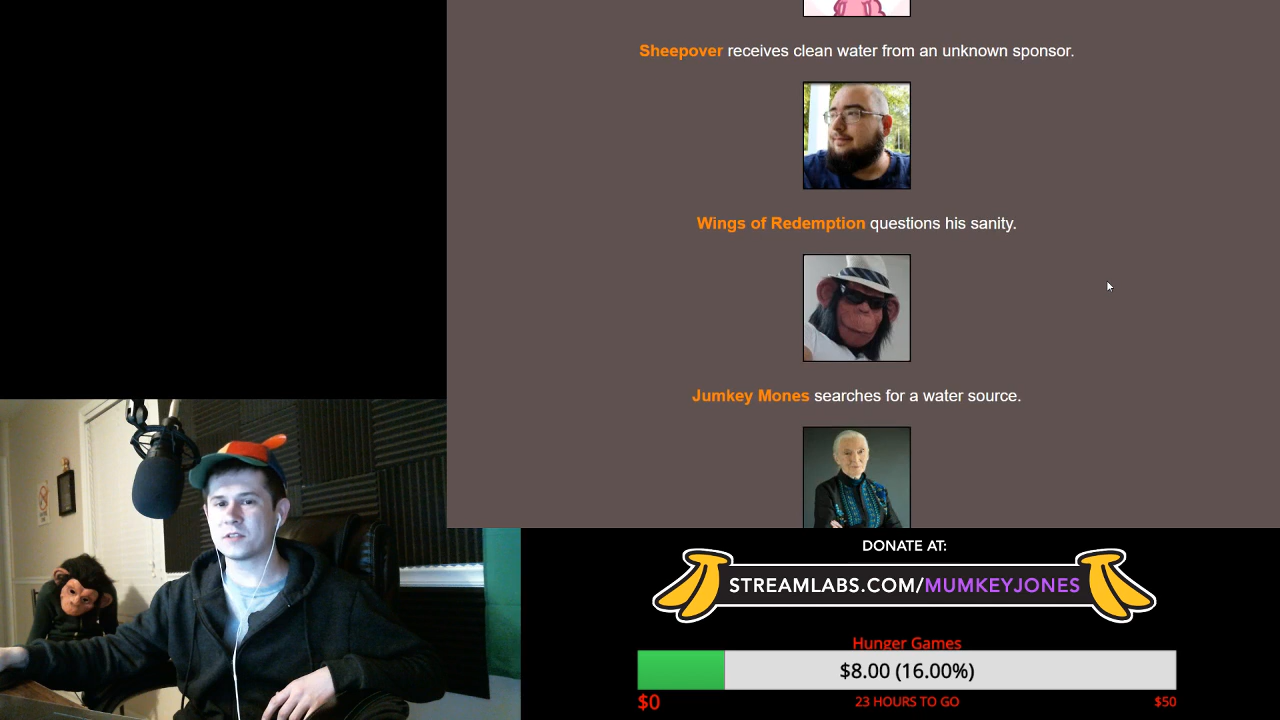 Sheepover receives clean water from an unknown sponsor.
Wings of Redemption questions his sanity.
Jumkey Mones searches for a water source.
DONATE AT:
STREAMLABS.COM/MUMKEYJONES
Hunger Games
$8.00 (16.00%)
$0 23 HOURS TO GO $50